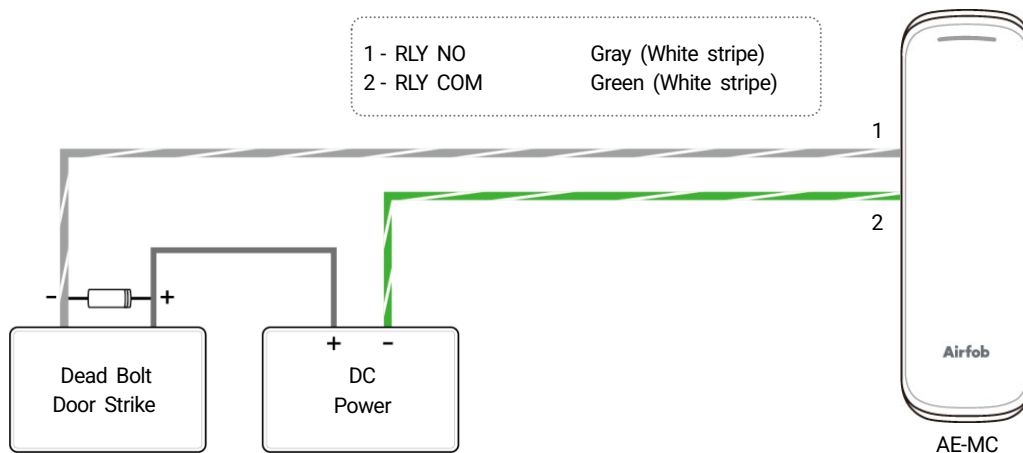 1 - RLY NO Gray (White stripe)
2 - RLY COM Green (White stripe)
1
2
- +
+ -
Dead Bolt
Door Strike
DC
Power
Airfob
AE-MC